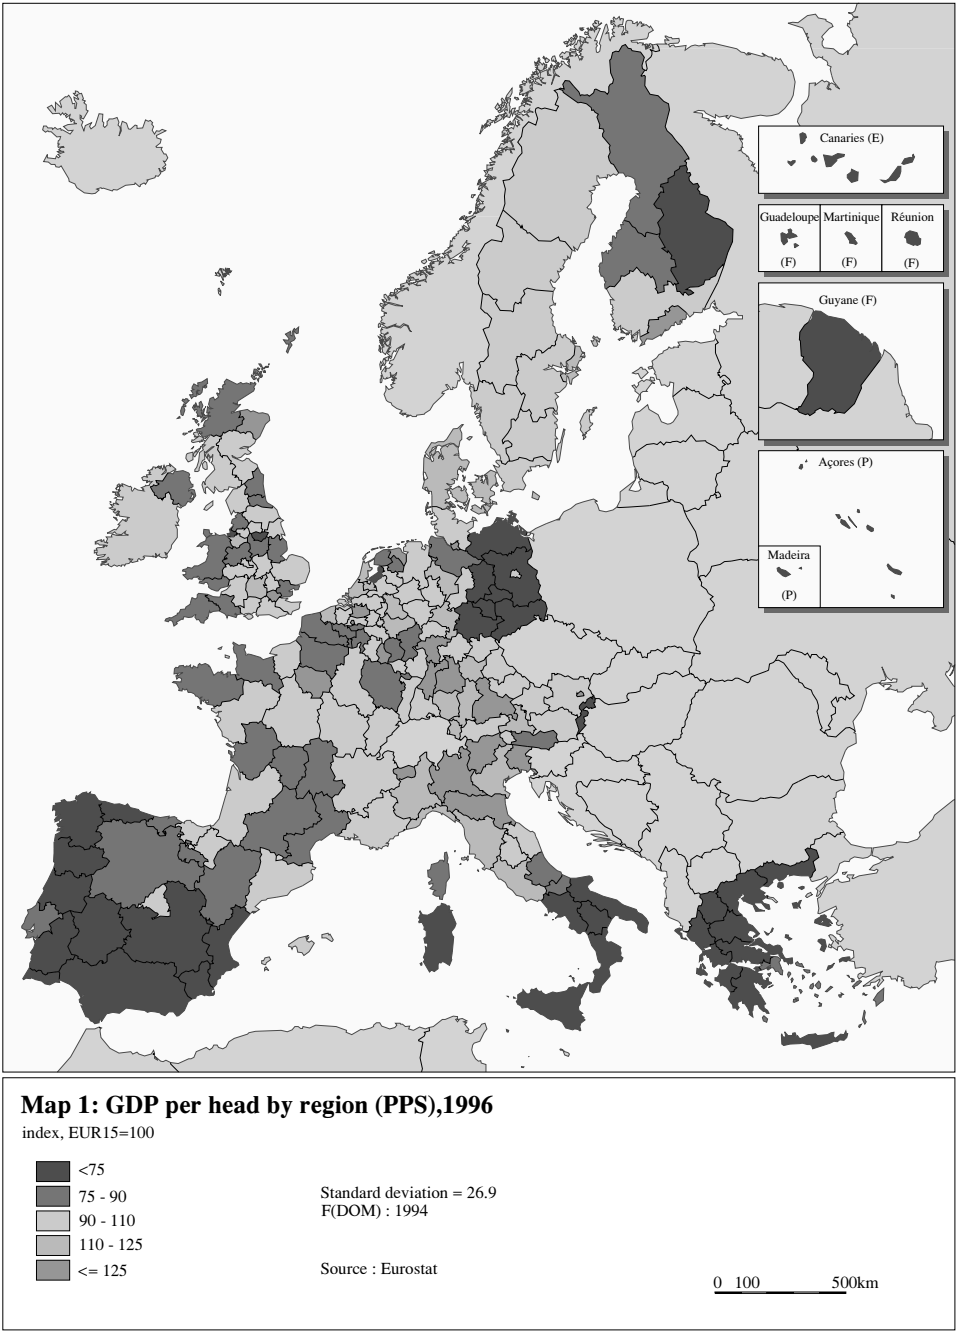 Canaries (E)
Guadeloupe Martinique Réunion
(F) (F) (F)
Guyane (F)
Açores (P)
Madeira
(P)
Map 1: GDP per head by region (PPS),1996
index, EUR15=100
<75
75 - 90
90 - 110
110 - 125
<= 125
Standard deviation = 26.9
F(DOM) : 1994
Source : Eurostat
0 100 500km